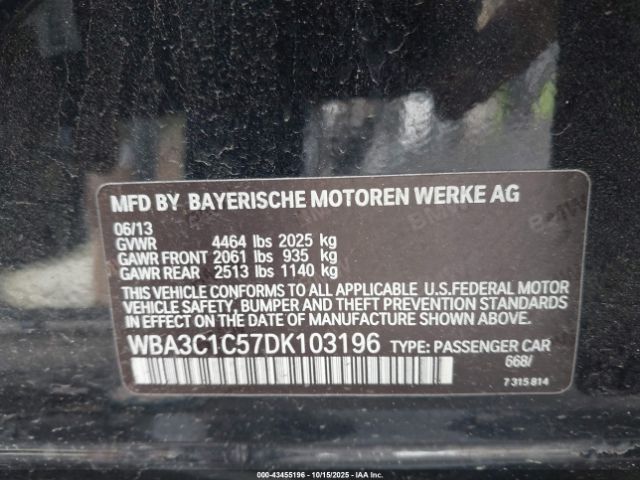 MFD BY BAYERISCHE MOTOREN WERKE AG
06/13
GVWR 4464 lbs 2025 kg
GAWR FRONT 2061 lbs 935 kg
GAWR REAR 2513 lbs 1140 kg
THIS VEHICLE CONFORMS TO ALL APPLICABLE U.S.FEDERAL MOTOR
VEHICLE SAFETY, BUMPER AND THEFT PREVENTION STANDARDS
IN EFFECT ON THE DATE OF MANUFACTURE SHOWN ABOVE.
WBA3C1C57DK103196 TYPE: PASSENGER CAR
668/
7 315 814
000-43455196 - 10/15/2025 - IAA Inc.